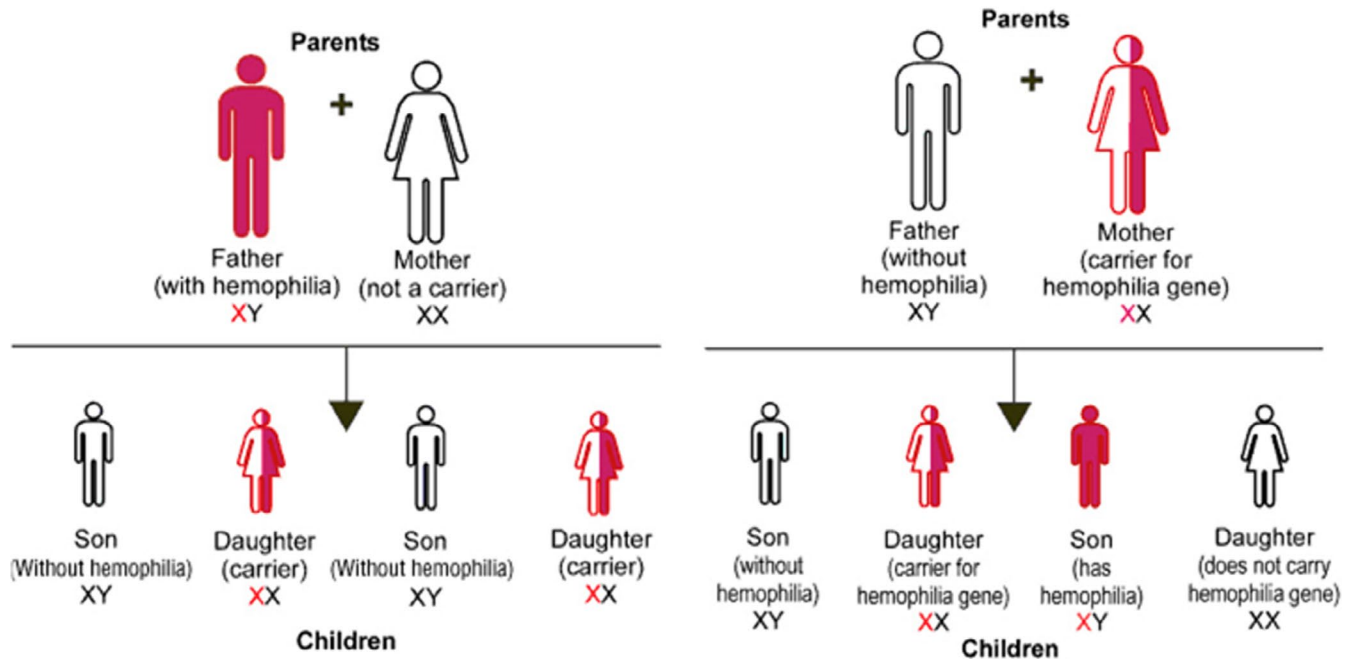 Parents
+
Father
(with hemophilia)
XY
Mother
(not a carrier)
XX
Son
(Without hemophilia)
XY
Daughter
(carrier)
XX
Son
(Without hemophilia)
XY
Daughter
(carrier)
XX
Children
Parents
+
Father
(without
hemophilia)
XY
Mother
(carrier for
hemophilia gene)
XX
Son
(without
hemophilia)
XY
Daughter
(carrier for
hemophilia gene)
XX
Son
(has
hemophilia)
XY
Daughter
(does not carry
hemophilia gene)
XX
Children